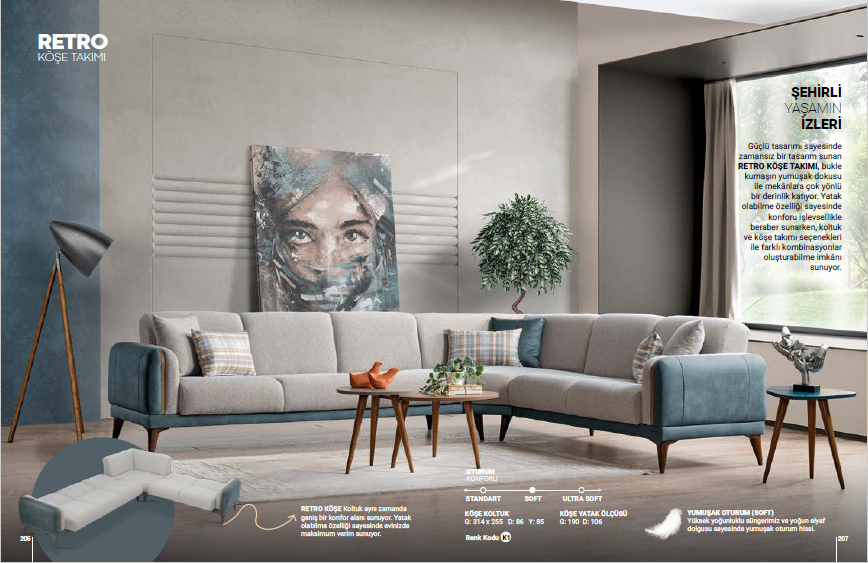 RETRO
KÖŞE TAKIMI
ŞEHİRLİ
YAŞAMIN
İZLERİ
Güçlü tasarımı sayesinde
zamansız bir tasarım sunan
RETRO KÖŞE TAKIMI, bukle
kumaşın yumuşak dokusu
ile mekânlara çok yönlü
bir derinlik katıyor. Yatak
olabilme özelliği sayesinde
konforu işlevsellikle
beraber sunarken, koltuk
ve köşe takımı seçenekleri
ile farklı kombinasyonlar
oluşturabilme imkânı
sunuyor.
RETRO KÖŞE Koltuk aynı zamanda
geniş bir konfor alanı sunuyor. Yatak
olabilme özelliği sayesinde evinizde
maksimum verim sunuyor.
OTURUM
KONFORU
STANDART SOFT ULTRA SOFT
KÖŞE KOLTUK
G: 314 x 255 D: 86 Y: 85
KÖŞE YATAK ÖLÇÜSÜ
G: 190 D: 106
Renk Kodu K1
YUMUŞAK OTURUM (SOFT)
Yüksek yoğunluklu süngerimiz ve yoğun elyaf
dolgusu sayesinde yumuşak oturum hissi.
206
207